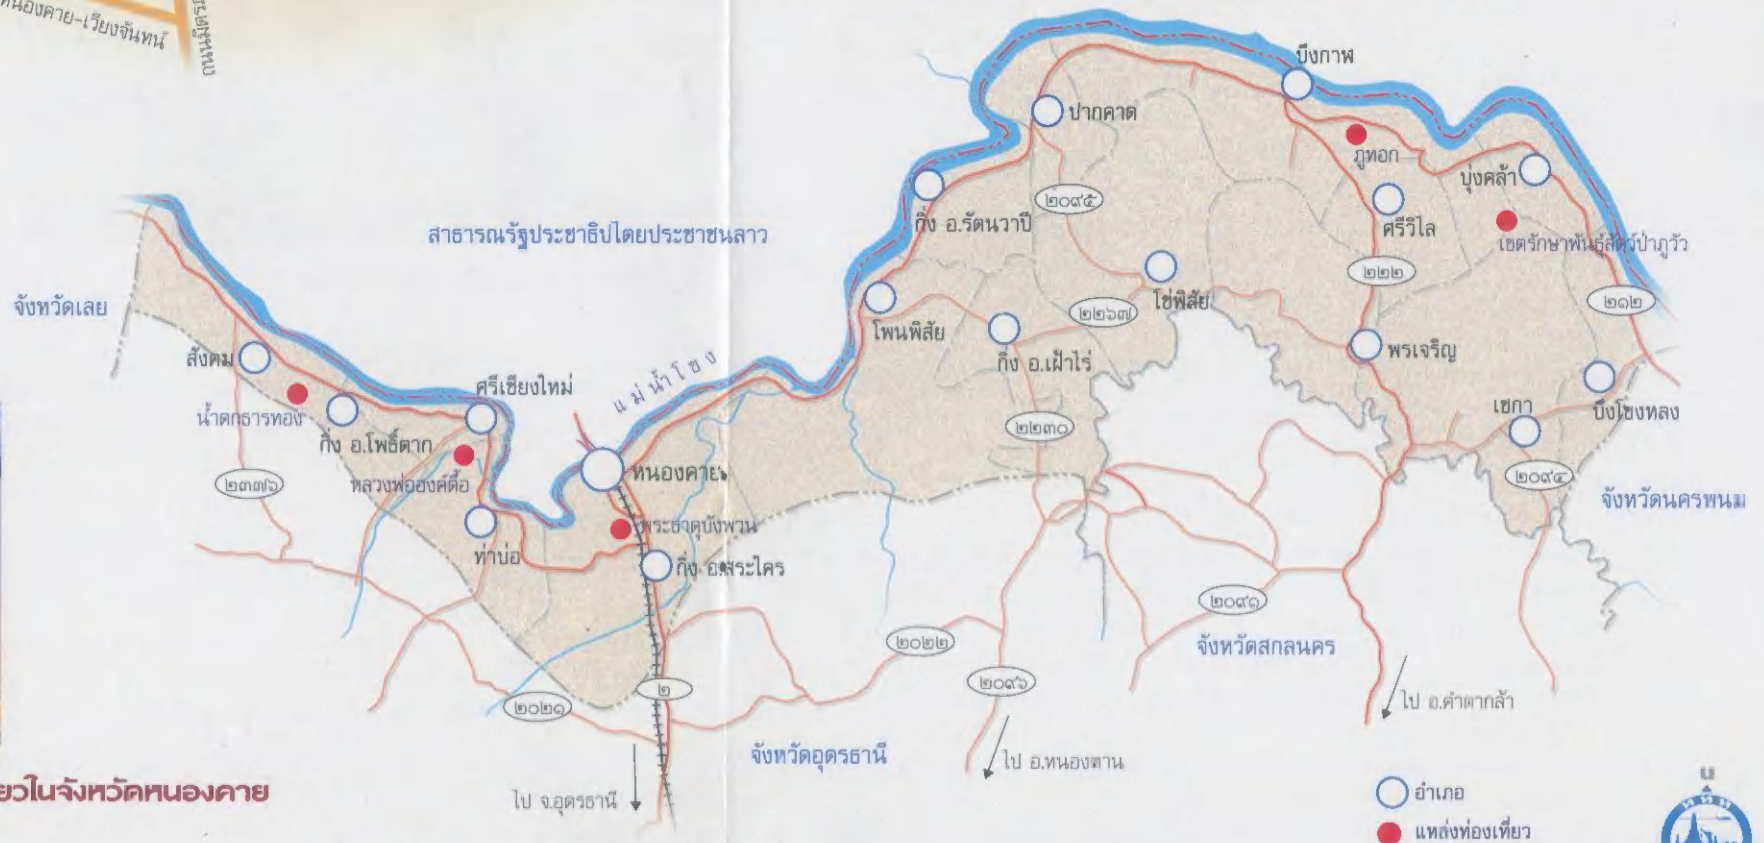 หนองคาย-เวียงจันทน์
บึงกาฬ
ปากคาด
ภูทอก
บุ่งคล้า
๒๐๙๕
ศรีวิไล
กิ่ง อ.รัตนวาปี
สาธารณรัฐประชาธิปไตยประชาชนลาว
เขตรักษาพันธุ์สัตว์ป่าภูวัว
๒๒๒
โซ่พิสัย
๒๑๒
จังหวัดเลย
๒๒๖๗
โพนพิสัย
พรเจริญ
กิ่ง อ.เฝ้าไร่
สังคม
แม่น้ำโขง
ศรีเชียงใหม่
เซกา
บึงโขงหลง
น้ำตกธารทอง
กิ่ง อ.โพธิ์ตาก
๒๒๓๐
หนองคาย
๒๓๗๖
หลวงพ่อองค์ตื้อ
๒๐๙๔
จังหวัดนครพนม
พระธาตุบังพวน
ท่าบ่อ
กิ่ง อ.สระใคร
๒๐๙๑
๒๐๒๒
จังหวัดสกลนคร
๒๐๙๖
๒
๒๐๒๑
ไป อ.คำตากล้า
จังหวัดอุดรธานี
ไป อ.หนองหาน
ยวในจังหวัดหนองคาย
ไป จ.อุดรธานี
อำเภอ
แหล่งท่องเที่ยว
น
ททท